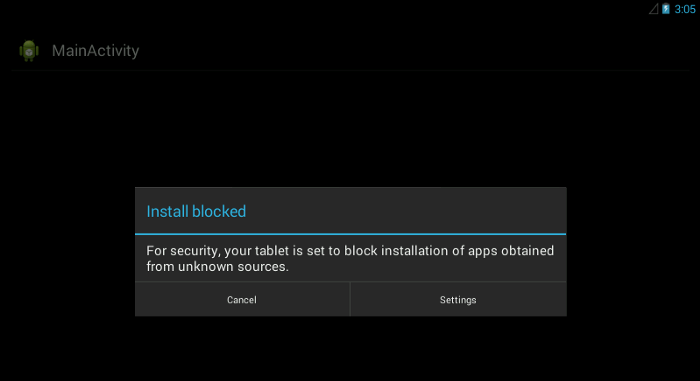 3:05
MainActivity
Install blocked
For security, your tablet is set to block installation of apps obtained
from unknown sources.
Cancel
Settings